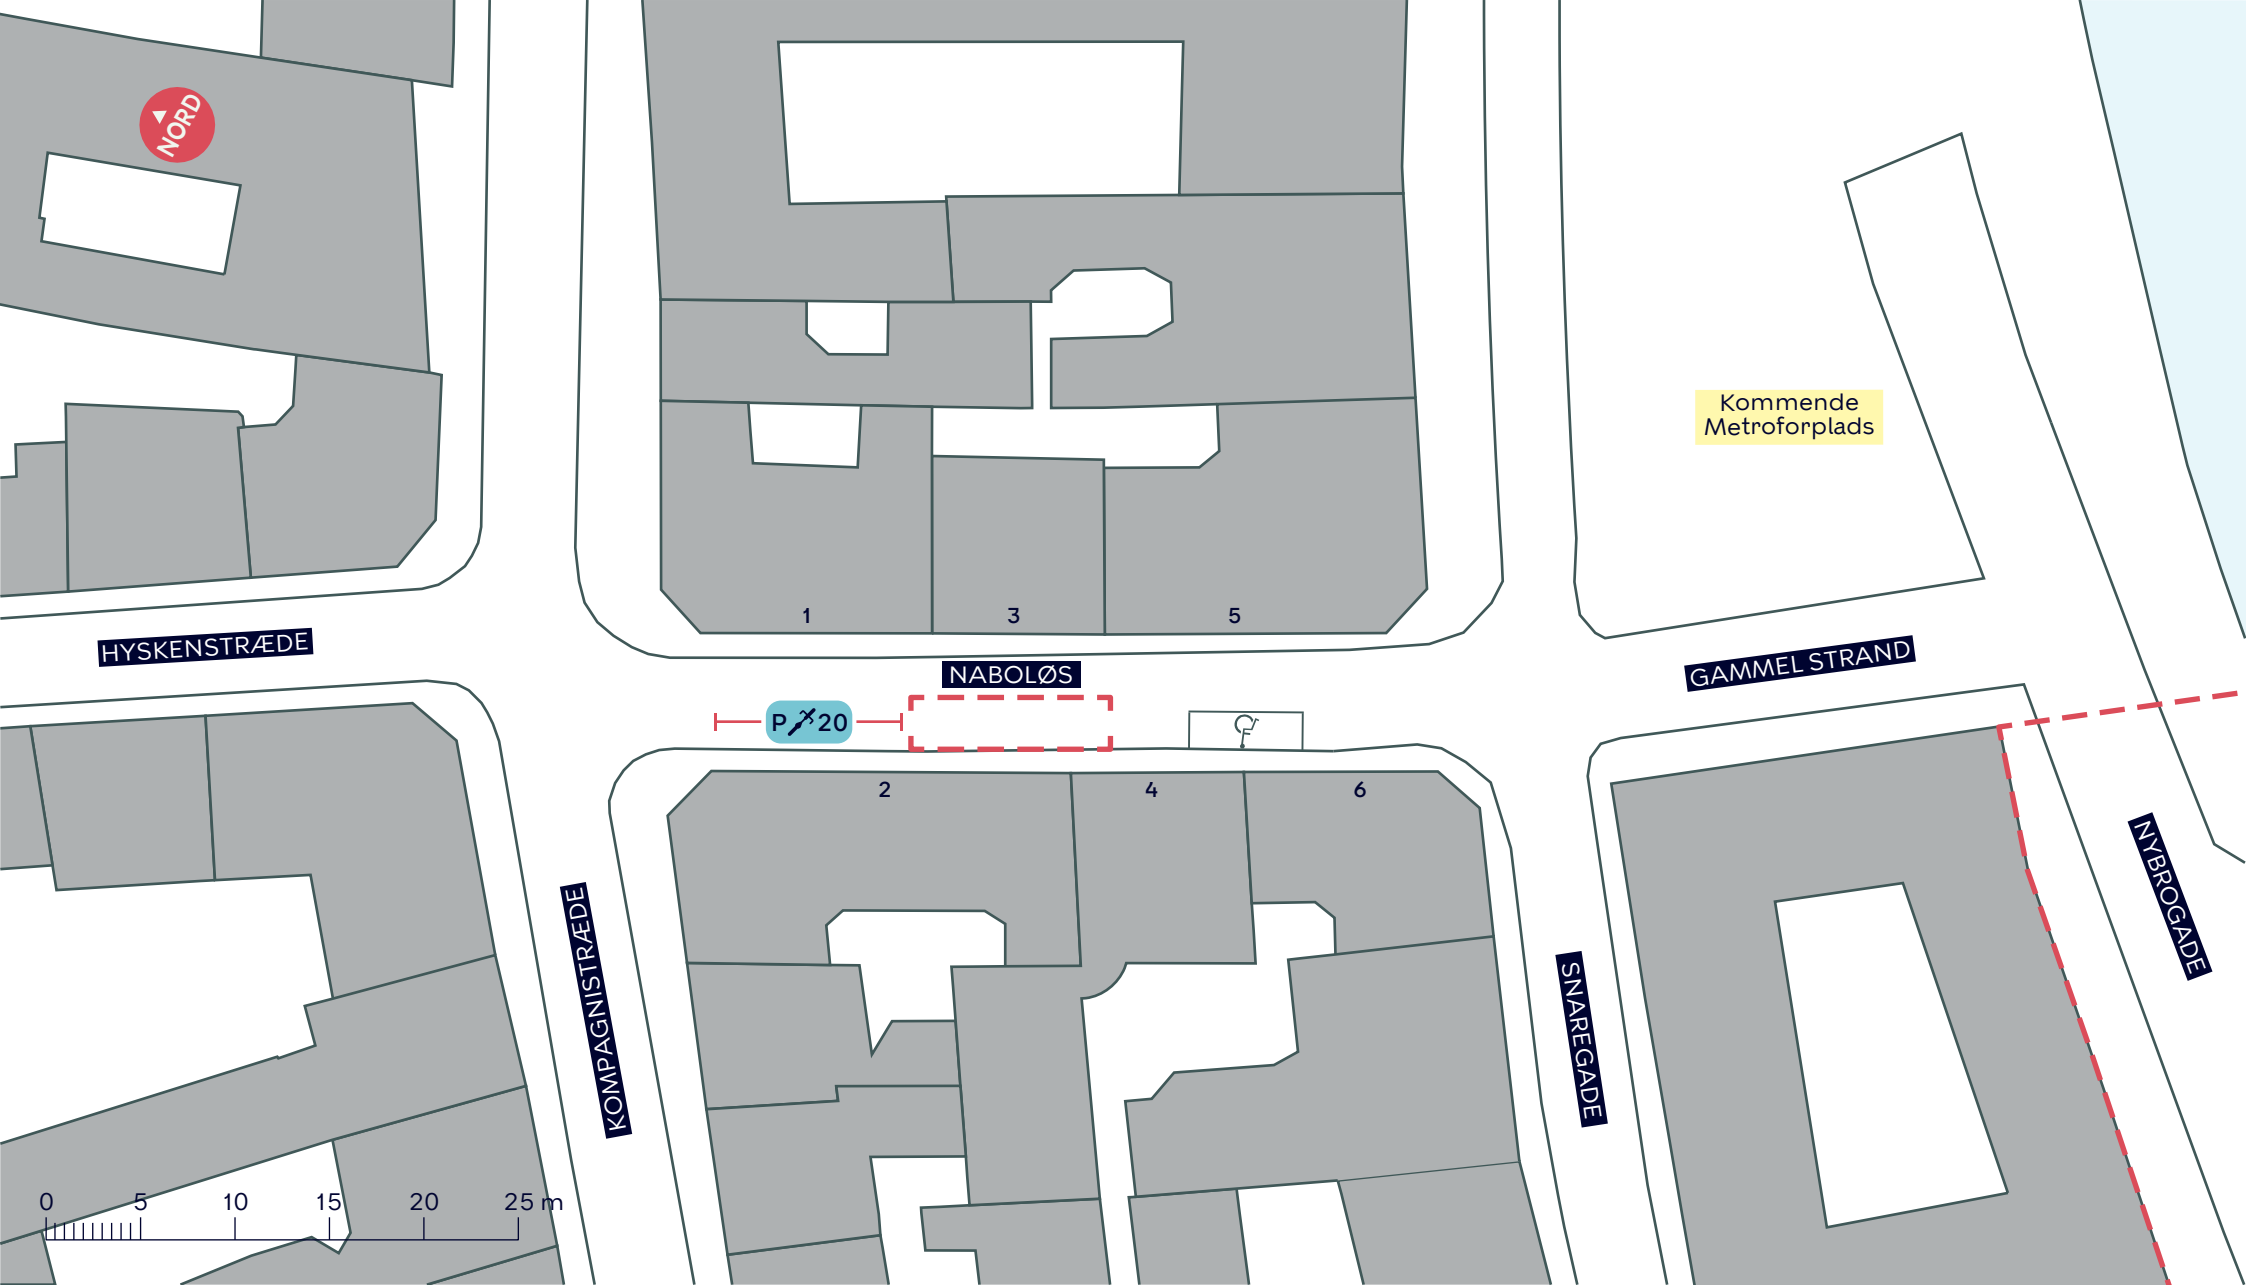 NORD
Kommende
Metroforplads
1
3
5
HYSKENSTRÆDE
NABOLØS
GAMMEL STRAND
P 20
2
4
6
NYBROGADE
KOMPAGNISTRÆDE
SNAREGADE
0 5 10 15 20 25 m